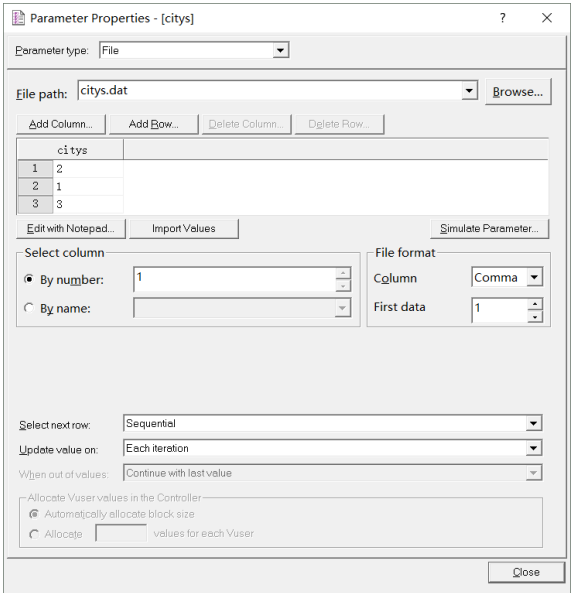 Parameter Properties - [citys] ?
Parameter type: File
File path: citys.dat Browse...
Add Column... Add Row... Delete Column... Delete Row...
citys
1 2
2 1
3 3
Edit with Notepad... Import Values Simulate Parameter...
Select column File format
By number: 1 Column Comma
By name: First data 1
Select next row: Sequential
Update value on: Each iteration
When out of values: Continue with last value
Allocate Vuser values in the Controller
Automatically allocate block size
Allocate values for each Vuser
Close